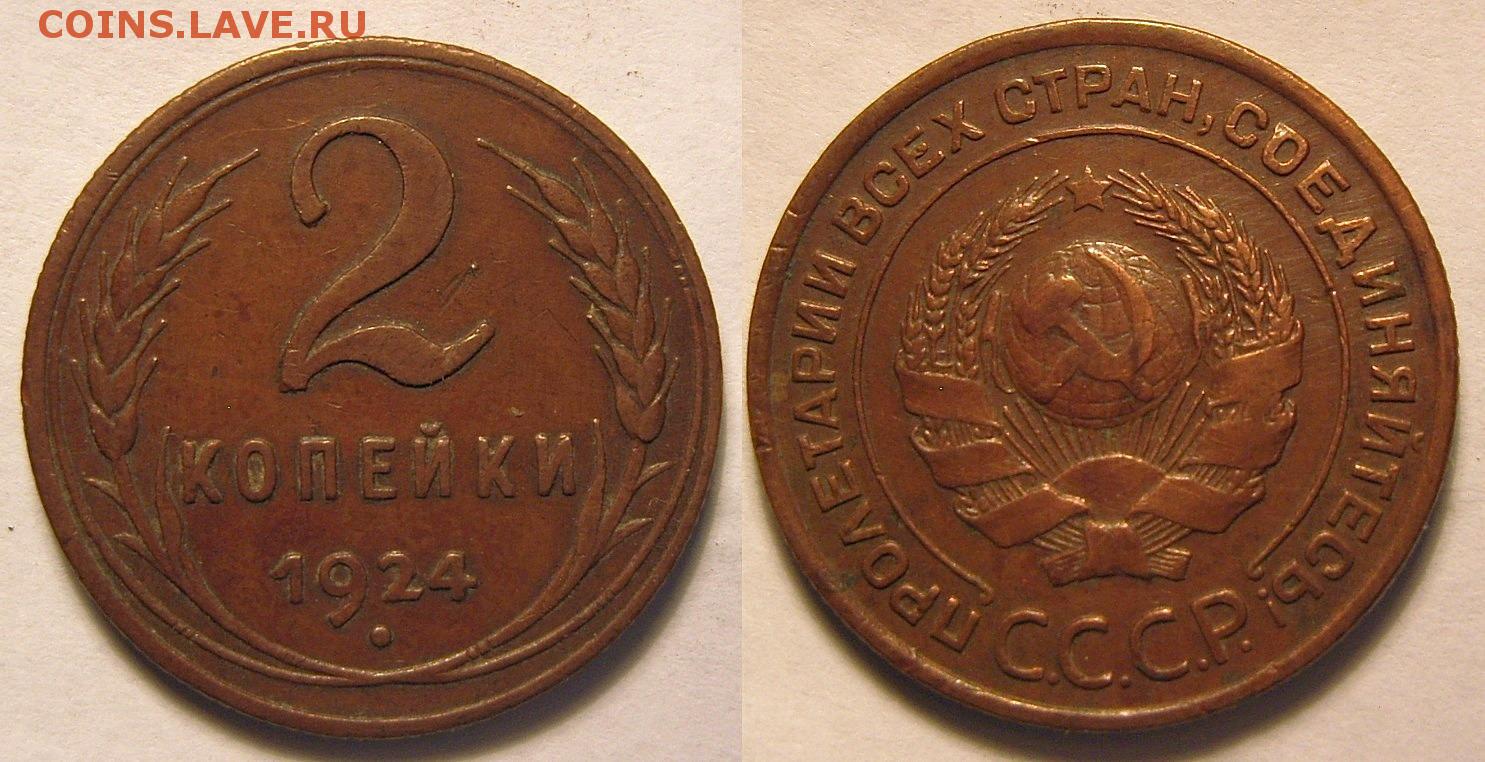 COINS.LAVE.RU
2
КОПЕЙКИ
1924
ПРОЛЕТАРИИ ВСЕХ СТРАН, СОЕДИНЯЙТЕСЬ!
С.С.С.Р.